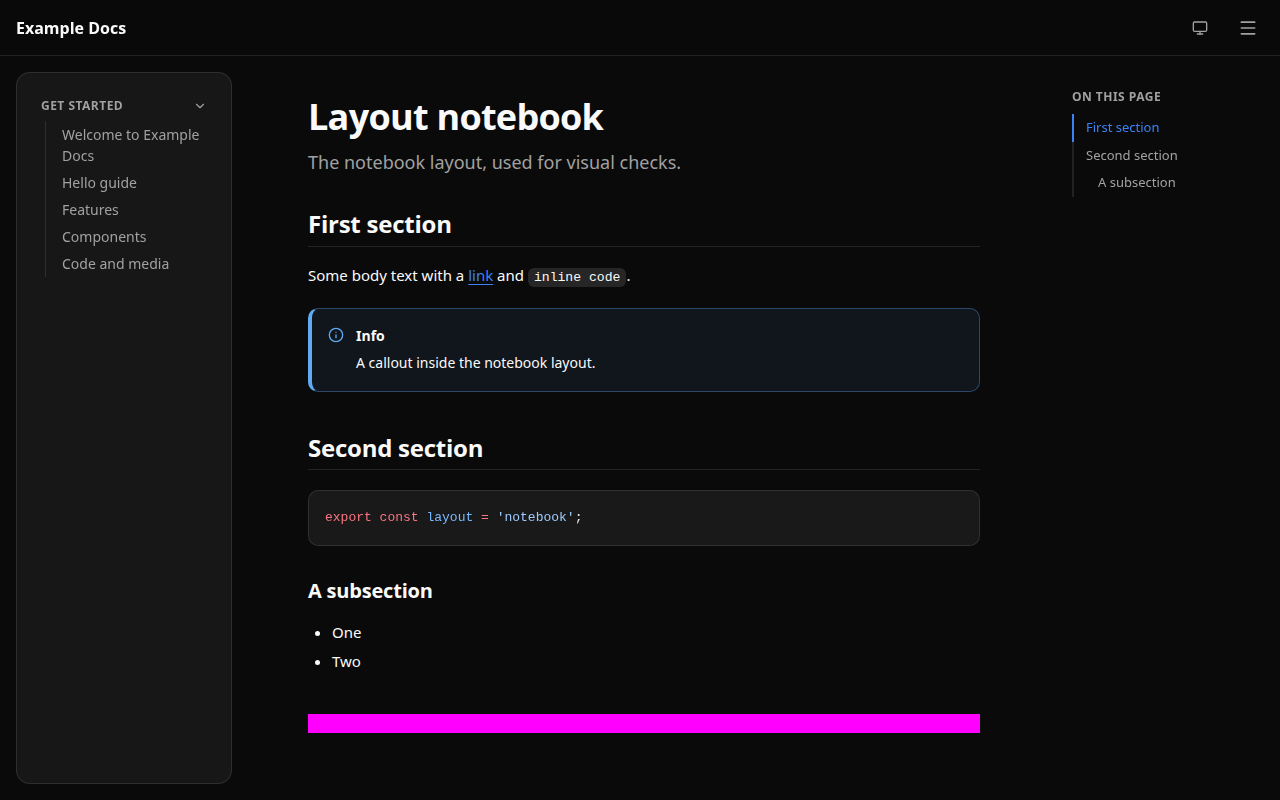 Example Docs
GET STARTED
Welcome to Example
Docs
Hello guide
Features
Components
Code and media
Layout notebook
The notebook layout, used for visual checks.
First section
Some body text with a link and inline code.
Info
A callout inside the notebook layout.
Second section
export const layout = 'notebook';
A subsection
One
Two
ON THIS PAGE
First section
Second section
A subsection